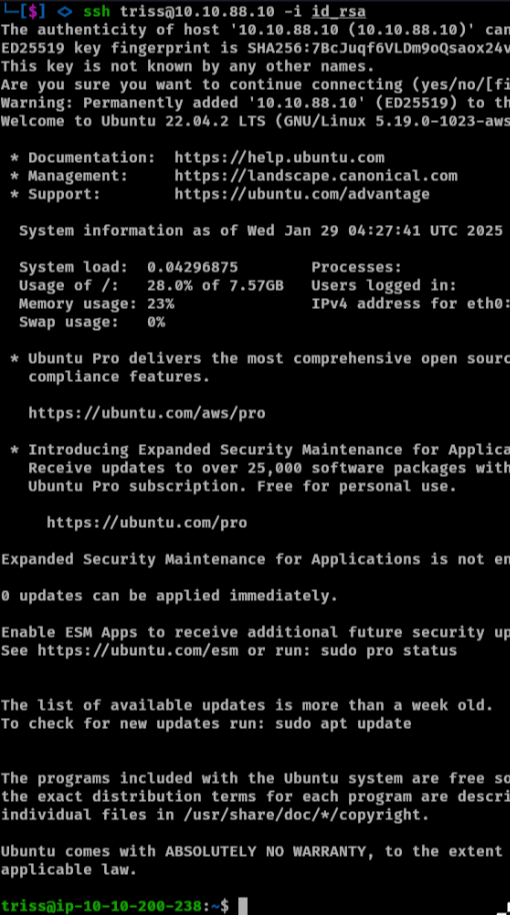 └─[$] <> ssh triss@10.10.88.10 -i id_rsa
The authenticity of host '10.10.88.10 (10.10.88.10)' can
ED25519 key fingerprint is SHA256:7BcJuqf6VLDm9oQsaox24v
This key is not known by any other names.
Are you sure you want to continue connecting (yes/no/[fi
Warning: Permanently added '10.10.88.10' (ED25519) to th
Welcome to Ubuntu 22.04.2 LTS (GNU/Linux 5.19.0-1023-aws
* Documentation:  https://help.ubuntu.com
* Management:     https://landscape.canonical.com
* Support:        https://ubuntu.com/advantage
System information as of Wed Jan 29 04:27:41 UTC 2025
System load:  0.04296875        Processes:
Usage of /:   28.0% of 7.57GB   Users logged in:
Memory usage: 23%               IPv4 address for eth0:
Swap usage:   0%
* Ubuntu Pro delivers the most comprehensive open sourc
compliance features.
https://ubuntu.com/aws/pro
* Introducing Expanded Security Maintenance for Applica
Receive updates to over 25,000 software packages with
Ubuntu Pro subscription. Free for personal use.
https://ubuntu.com/pro
Expanded Security Maintenance for Applications is not en
0 updates can be applied immediately.
Enable ESM Apps to receive additional future security up
See https://ubuntu.com/esm or run: sudo pro status
The list of available updates is more than a week old.
To check for new updates run: sudo apt update
The programs included with the Ubuntu system are free so
the exact distribution terms for each program are descri
individual files in /usr/share/doc/*/copyright.
Ubuntu comes with ABSOLUTELY NO WARRANTY, to the extent
applicable law.
triss@ip-10-10-200-238:~$